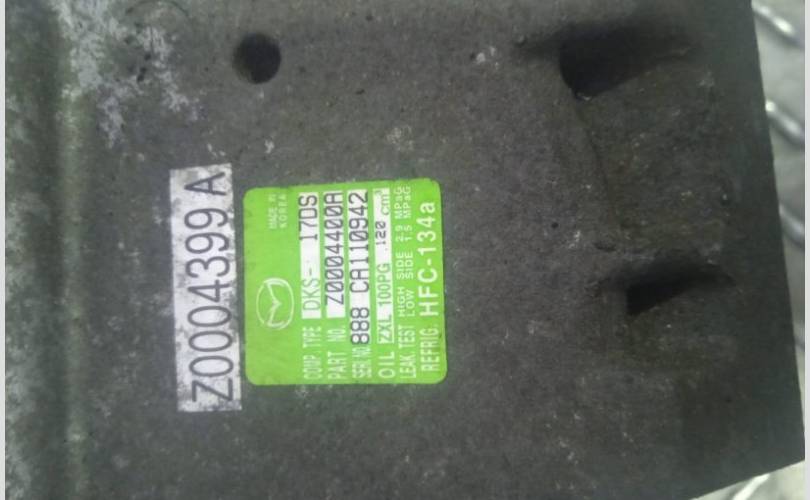 Z0004399 A
MADE IN
KOREA
COMP. TYPE DKS- 17DS
PART NO. Z0004400A
SERI. NO 888 CA110942
OIL ZXL 100PG 120 cm³
LEAK. TEST HIGH SIDE 2.9 MPaG
LOW SIDE 1.5 MPaG
REFRIG. HFC-134a